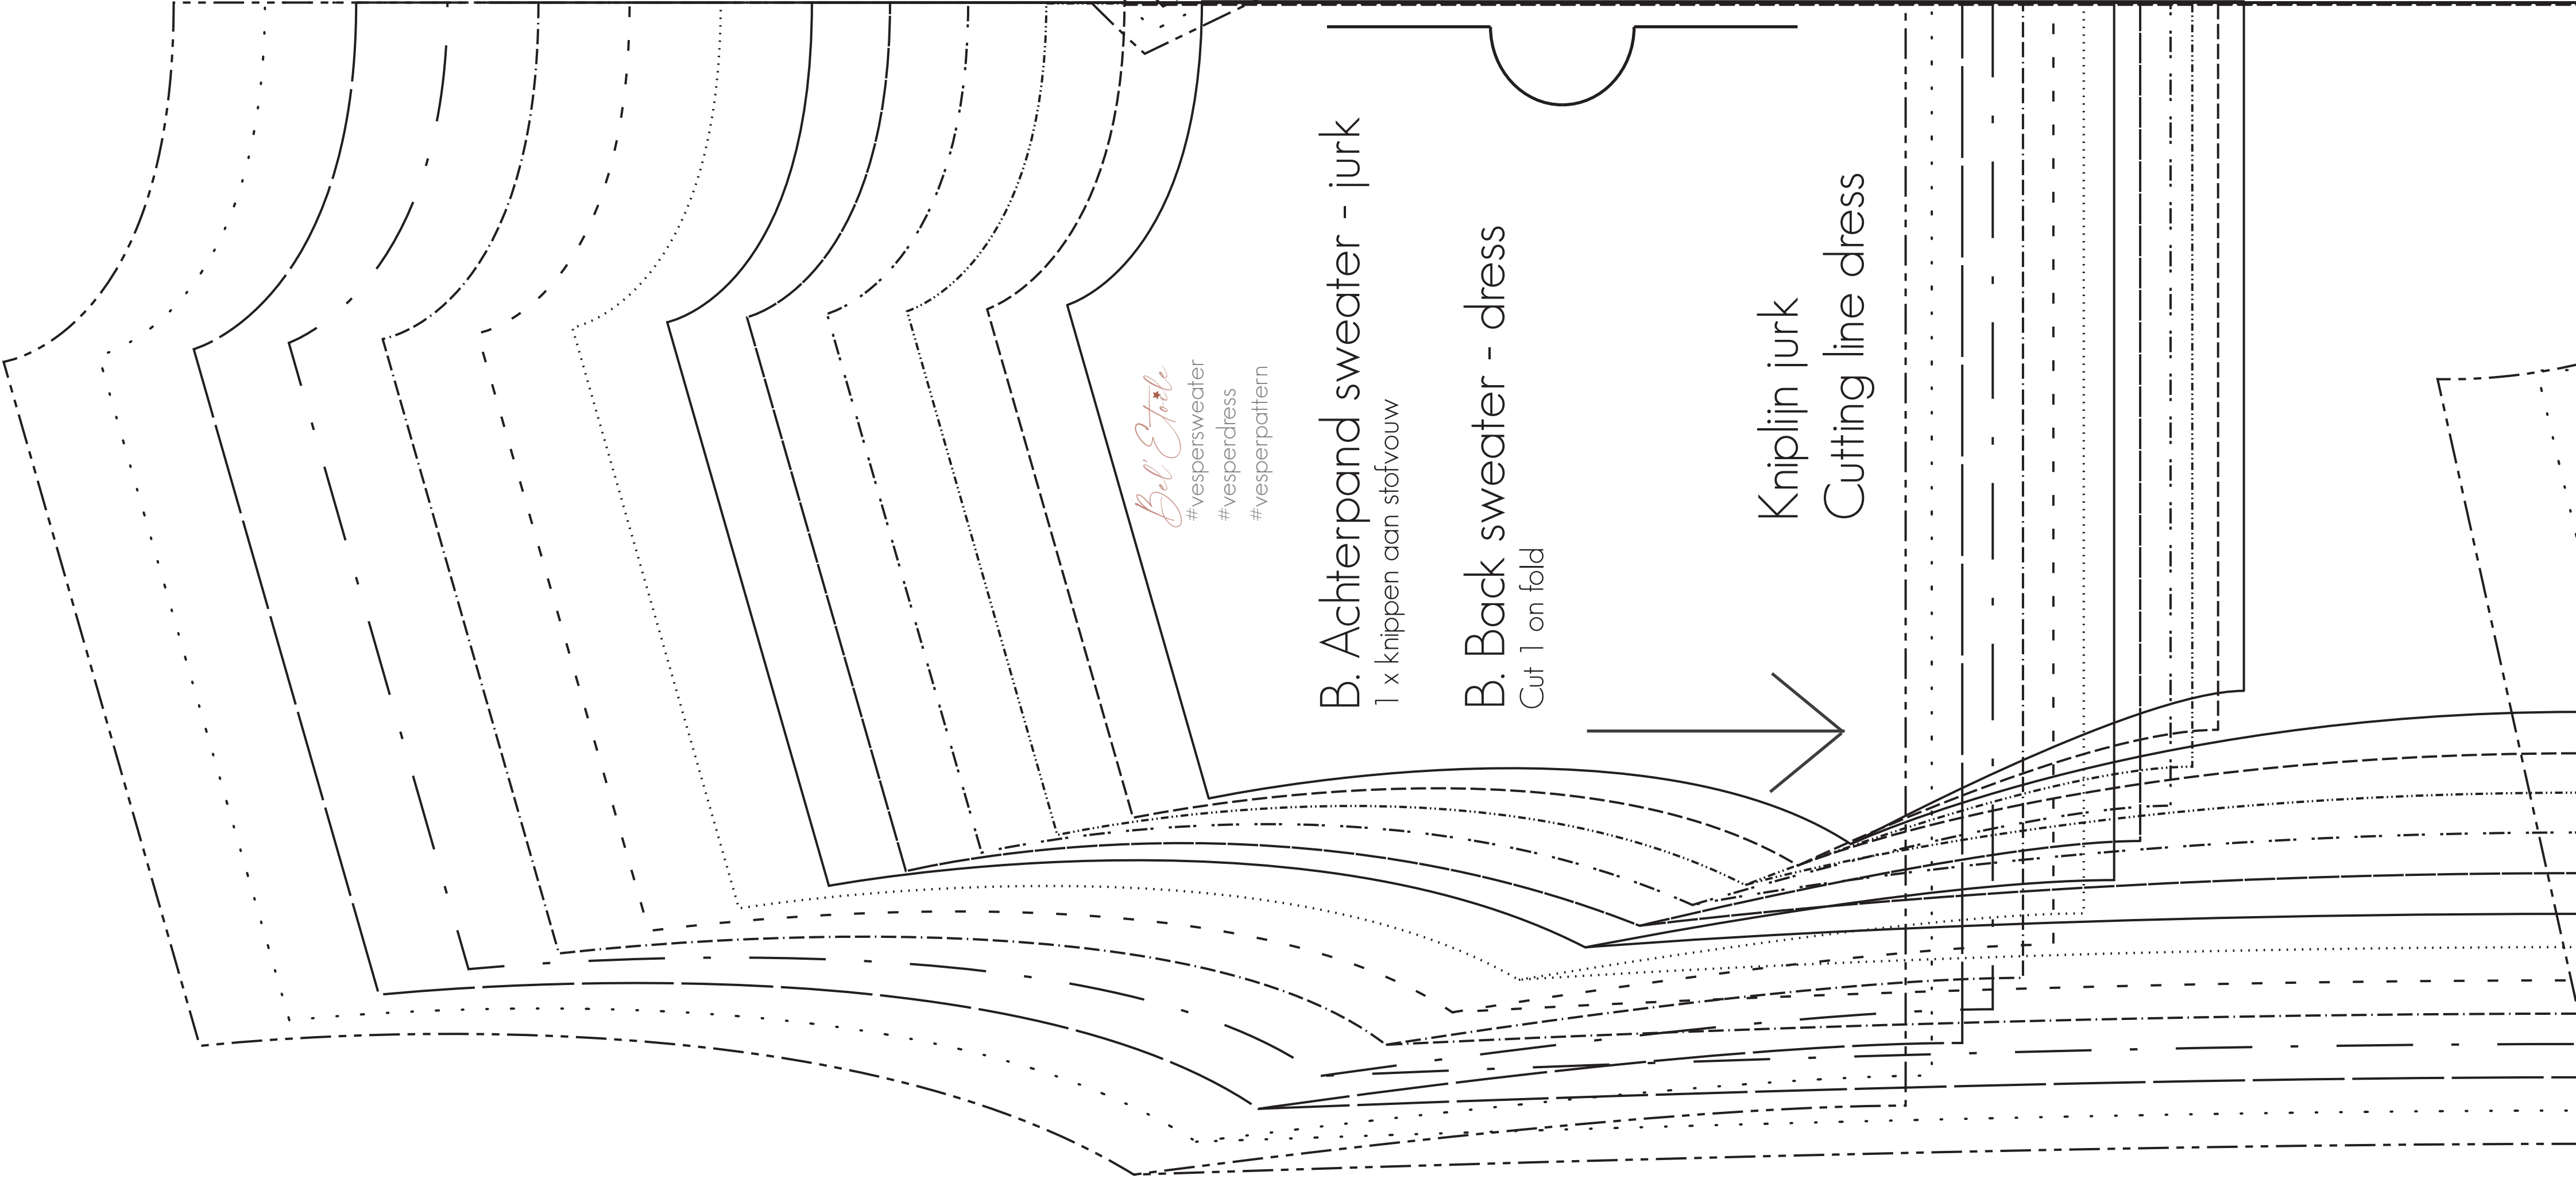 Bel' Etoile
#vespersweater
#vesperdress
#vesperpattern
B. Achterpand sweater - jurk
1 x knippen aan stofvouw
B. Back sweater - dress
Cut 1 on fold
Kniplijn jurk
Cutting line dress